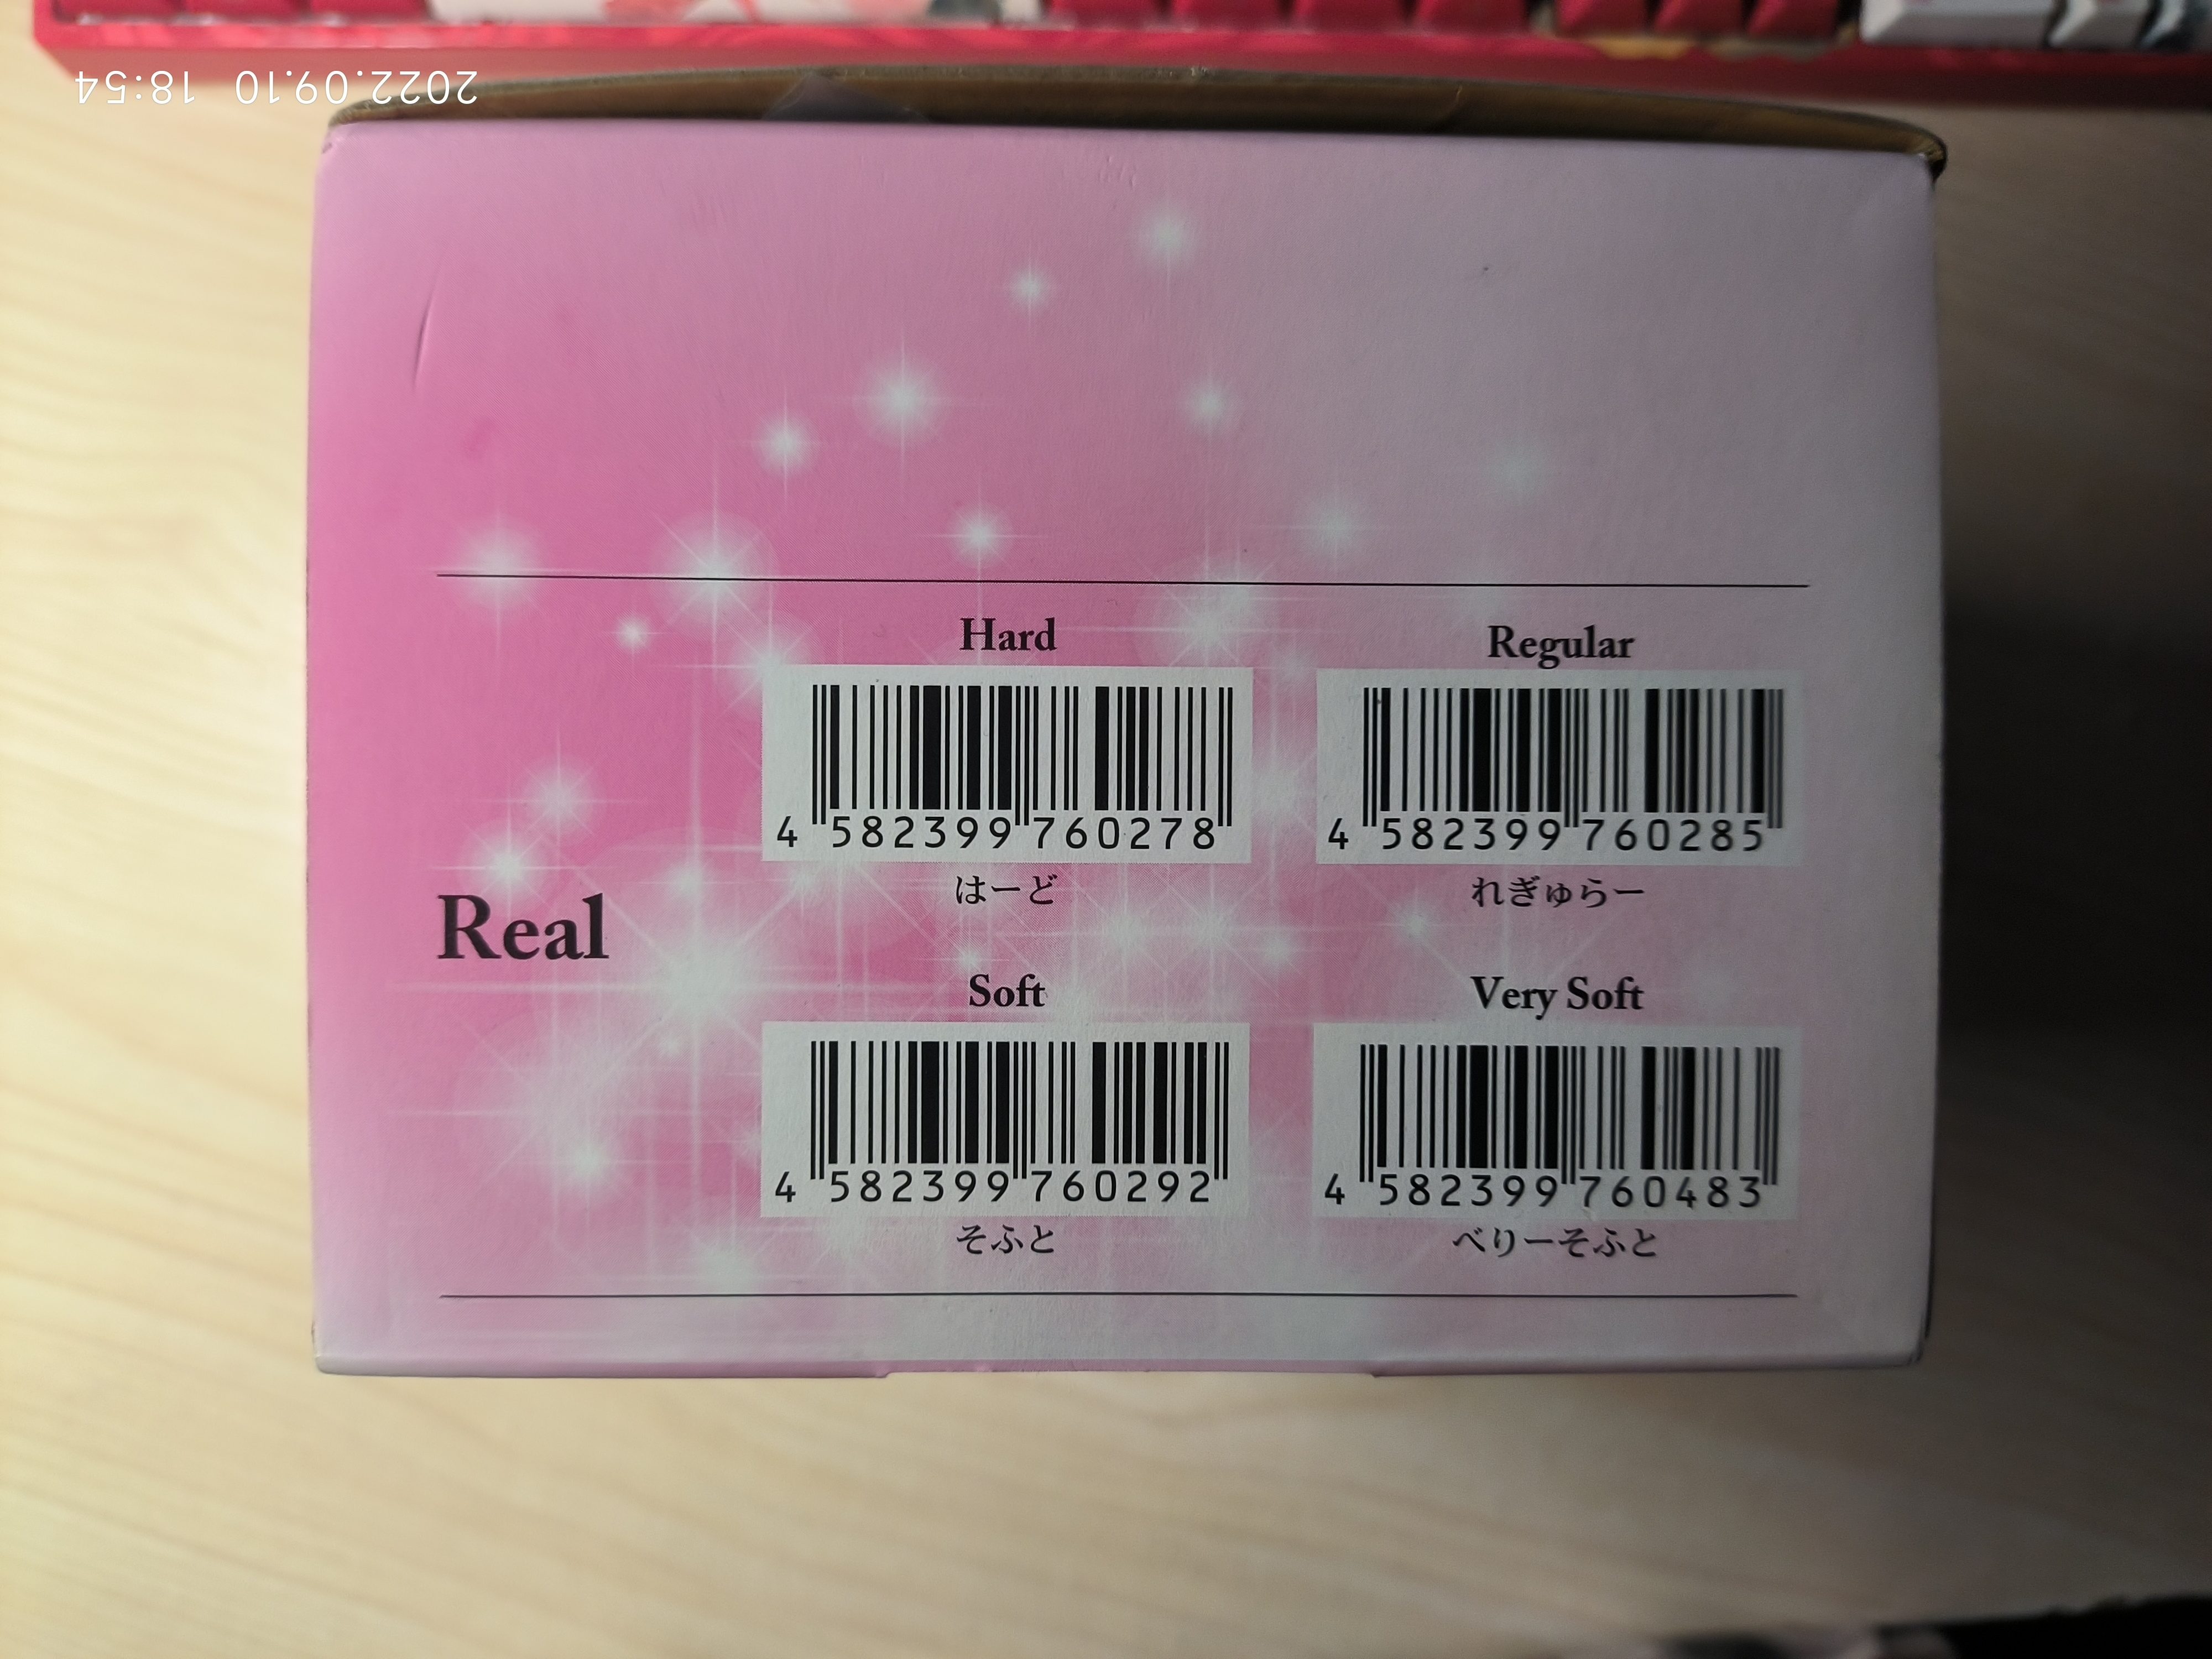 2022.09.10 18:54
Hard
4 582399 760278
はーど
Regular
4 582399 760285
れぎゅらー
Real
Soft
4 582399 760292
そふと
Very Soft
4 582399 760483
べりーそふと